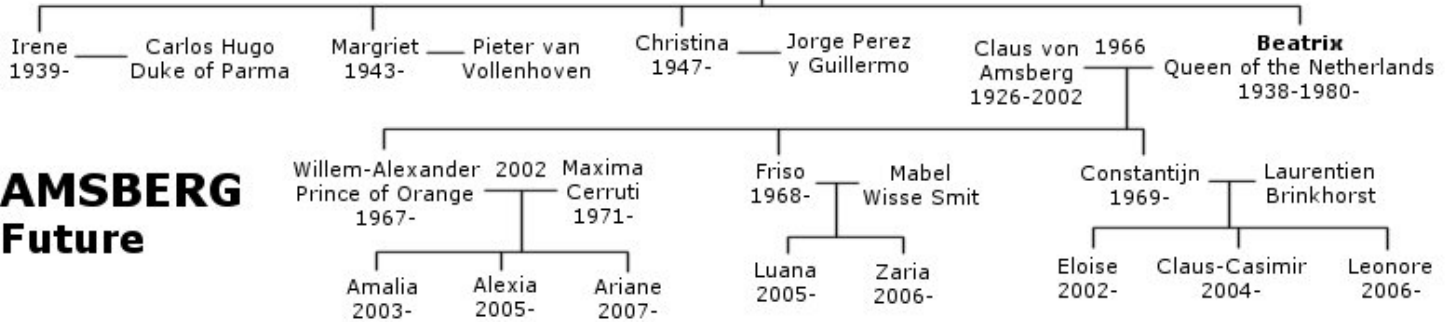 Irene
1939-
Carlos Hugo
Duke of Parma
Margriet
1943-
Pieter van
Vollenhoven
Christina
1947-
Jorge Perez
y Guillermo
Claus von
Amsberg
1926-2002
1966
Beatrix
Queen of the Netherlands
1938-1980-
AMSBERG
Future
Willem-Alexander
Prince of Orange
1967-
2002
Maxima
Cerruti
1971-
Friso
1968-
Mabel
Wisse Smit
Constantijn
1969-
Laurentien
Brinkhorst
Amalia
2003-
Alexia
2005-
Ariane
2007-
Luana
2005-
Zaria
2006-
Eloise
2002-
Claus-Casimir
2004-
Leonore
2006-